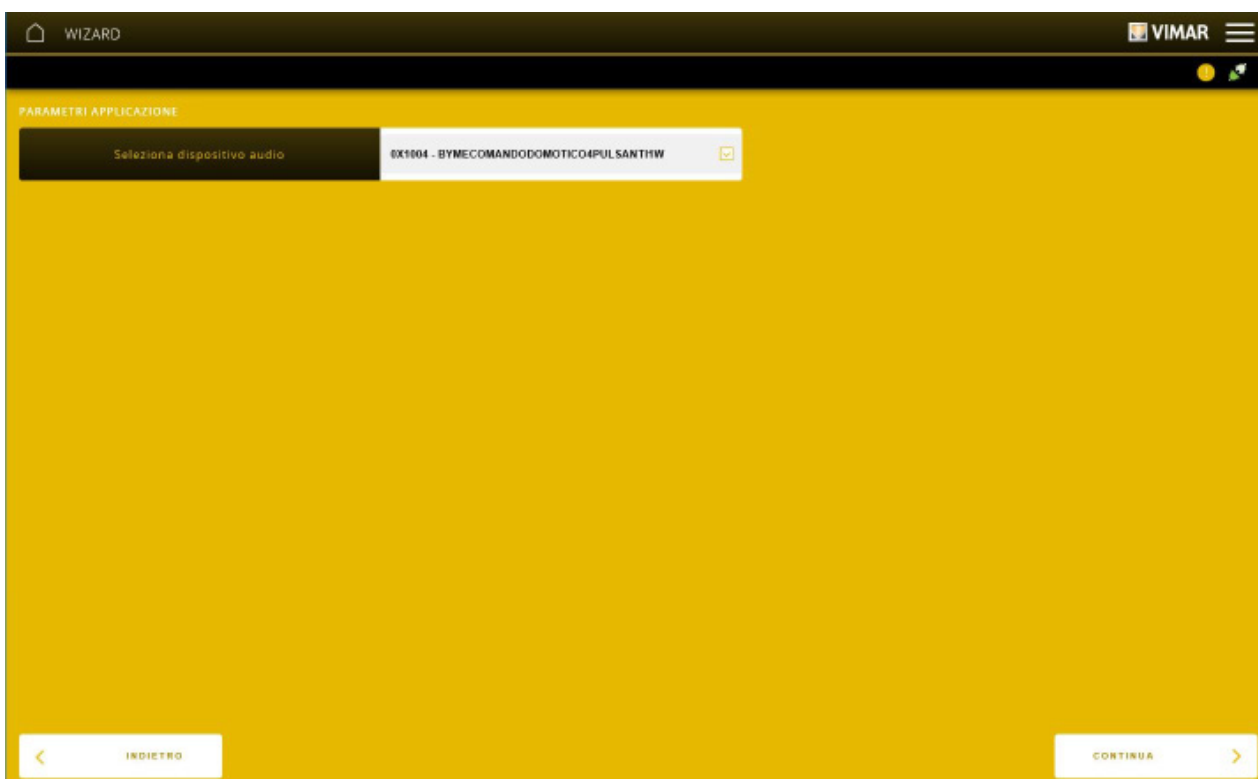 WIZARD
VIMAR
PARAMETRI APPLICAZIONE
Seleziona dispositivo audio
0X1004 - BYMECOMANDODOMOTICO4PULSANTI1W
INDIETRO
CONTINUA